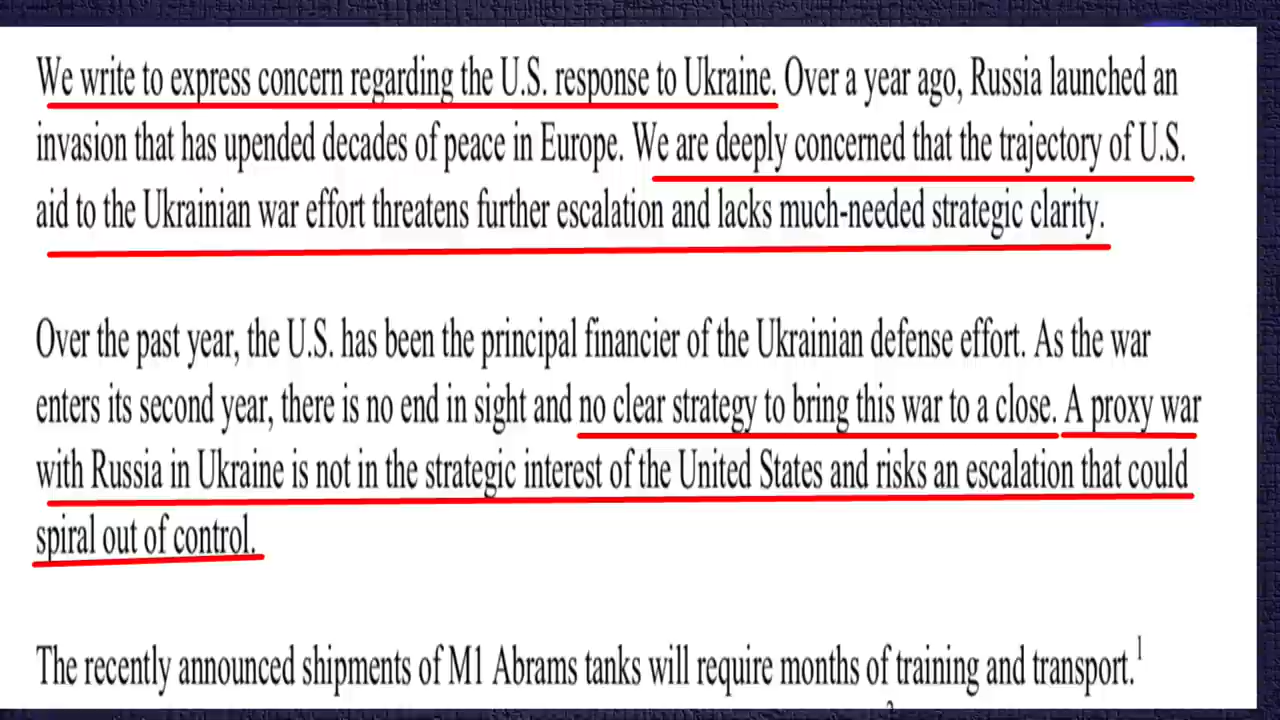 We write to express concern regarding the U.S. response to Ukraine. Over a year ago, Russia launched an
invasion that has upended decades of peace in Europe. We are deeply concerned that the trajectory of U.S.
aid to the Ukrainian war effort threatens further escalation and lacks much-needed strategic clarity.
Over the past year, the U.S. has been the principal financier of the Ukrainian defense effort. As the war
enters its second year, there is no end in sight and no clear strategy to bring this war to a close. A proxy war
with Russia in Ukraine is not in the strategic interest of the United States and risks an escalation that could
spiral out of control.
The recently announced shipments of M1 Abrams tanks will require months of training and transport.1